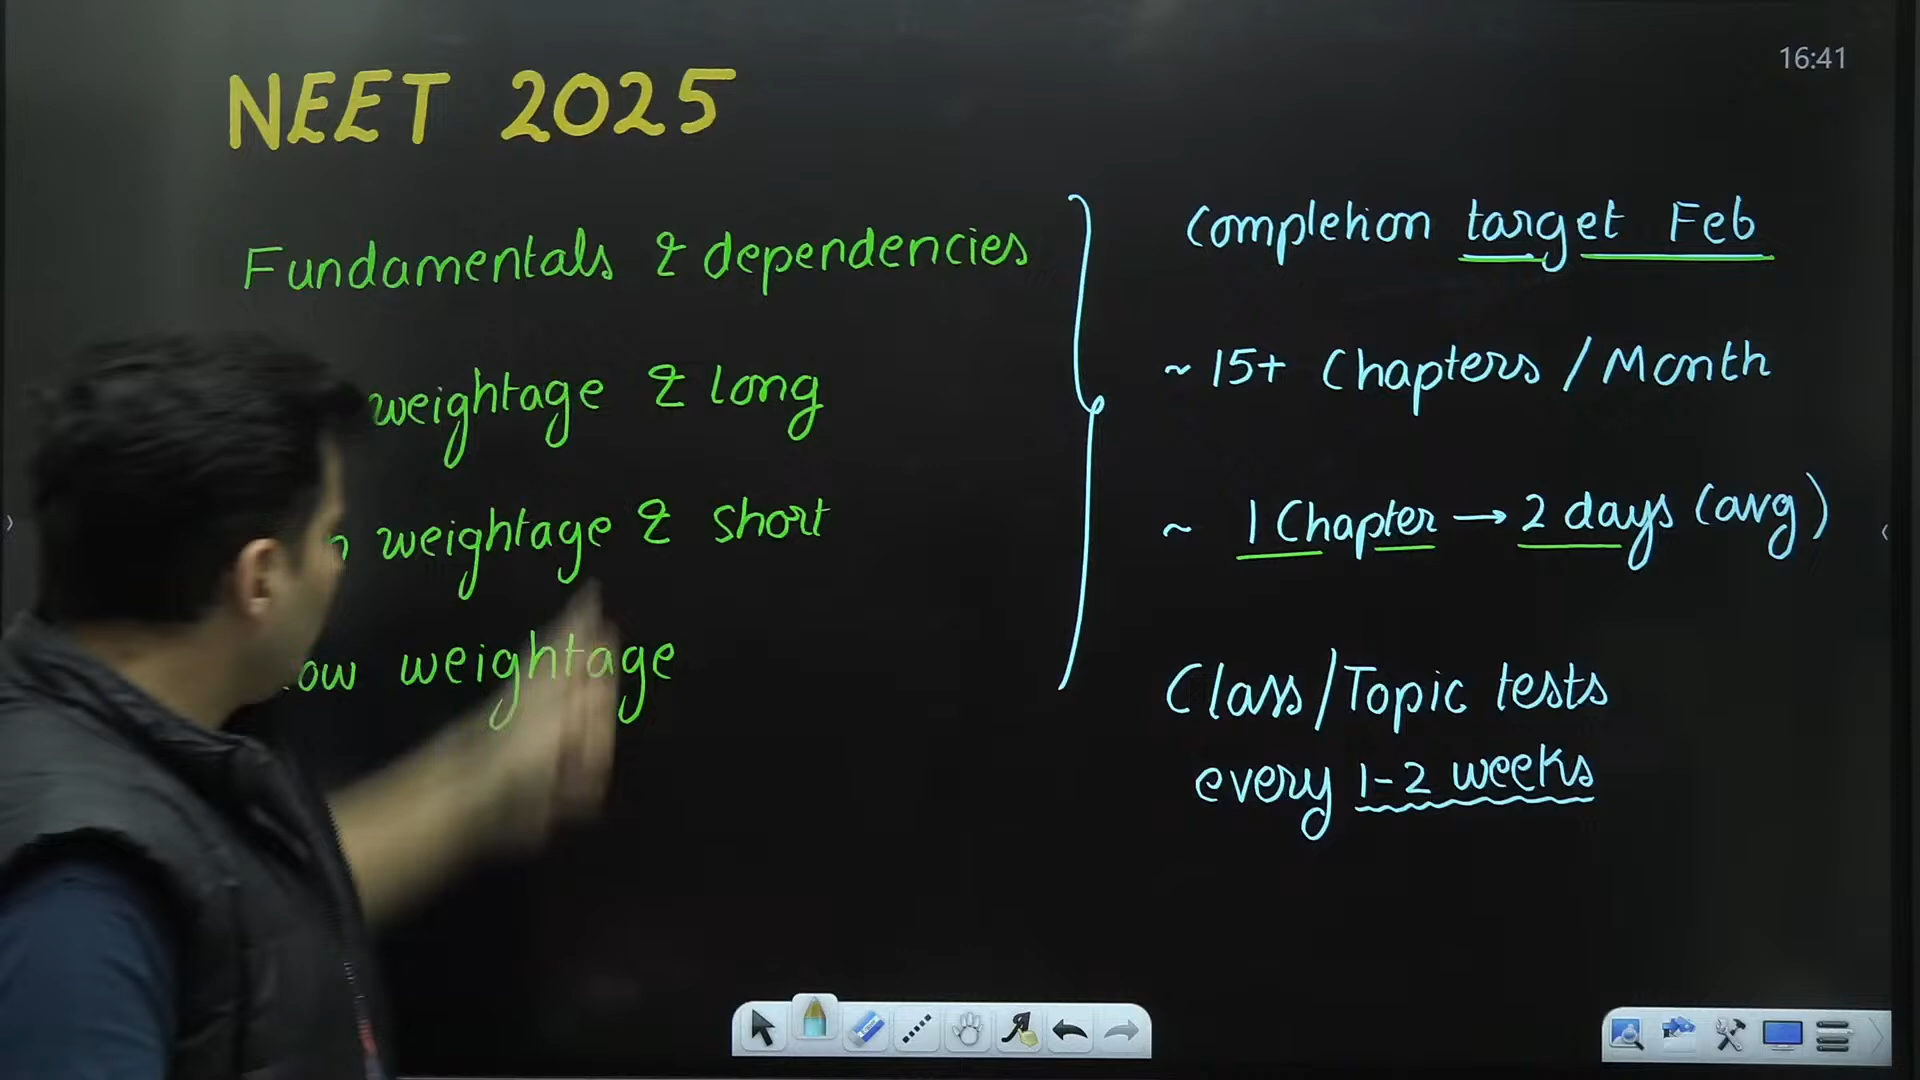 16:41
NEET 2025
Fundamentals & dependencies
weightage & long
weightage & short
weightage
Completion target Feb
~ 15+ Chapters / Month
~ 1 Chapter → 2 days (avg)
Class/Topic tests
every 1-2 weeks